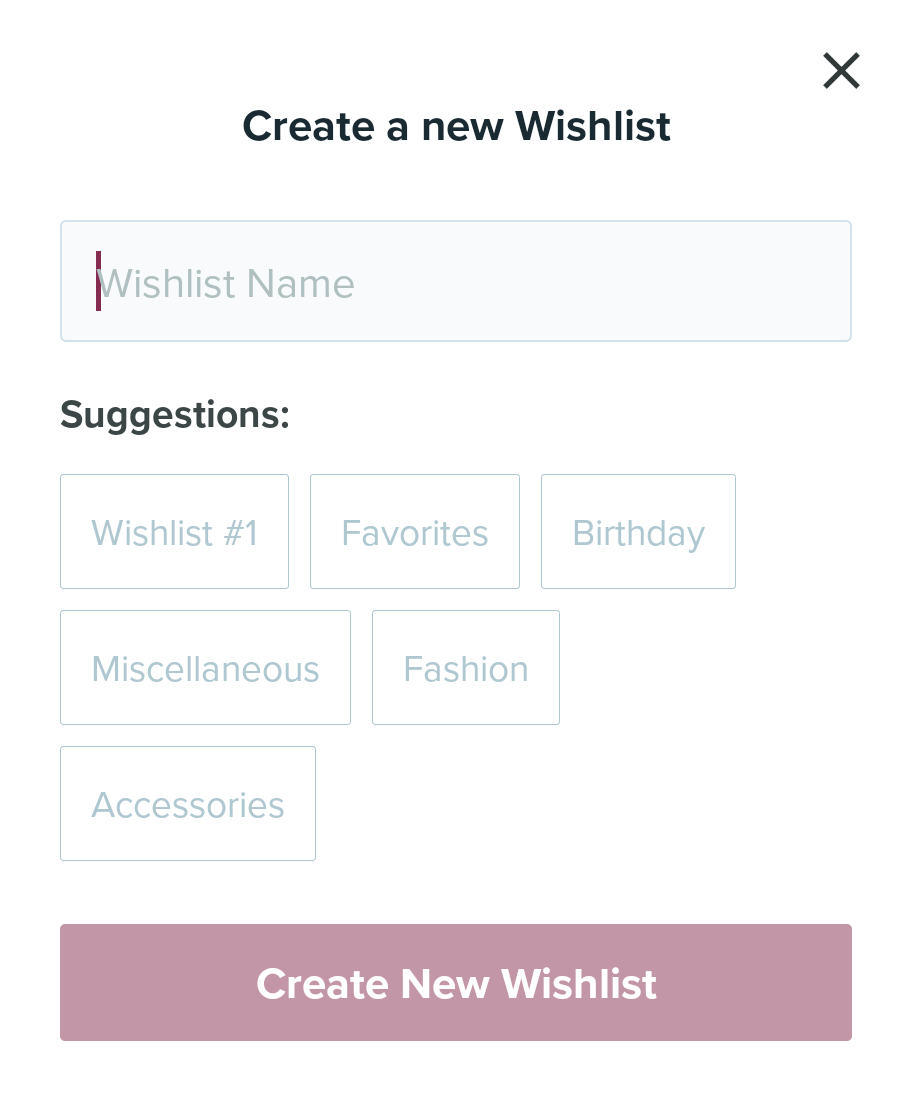 Create a new Wishlist
Wishlist Name
Suggestions:
Wishlist #1 Favorites Birthday
Miscellaneous Fashion
Accessories
Create New Wishlist